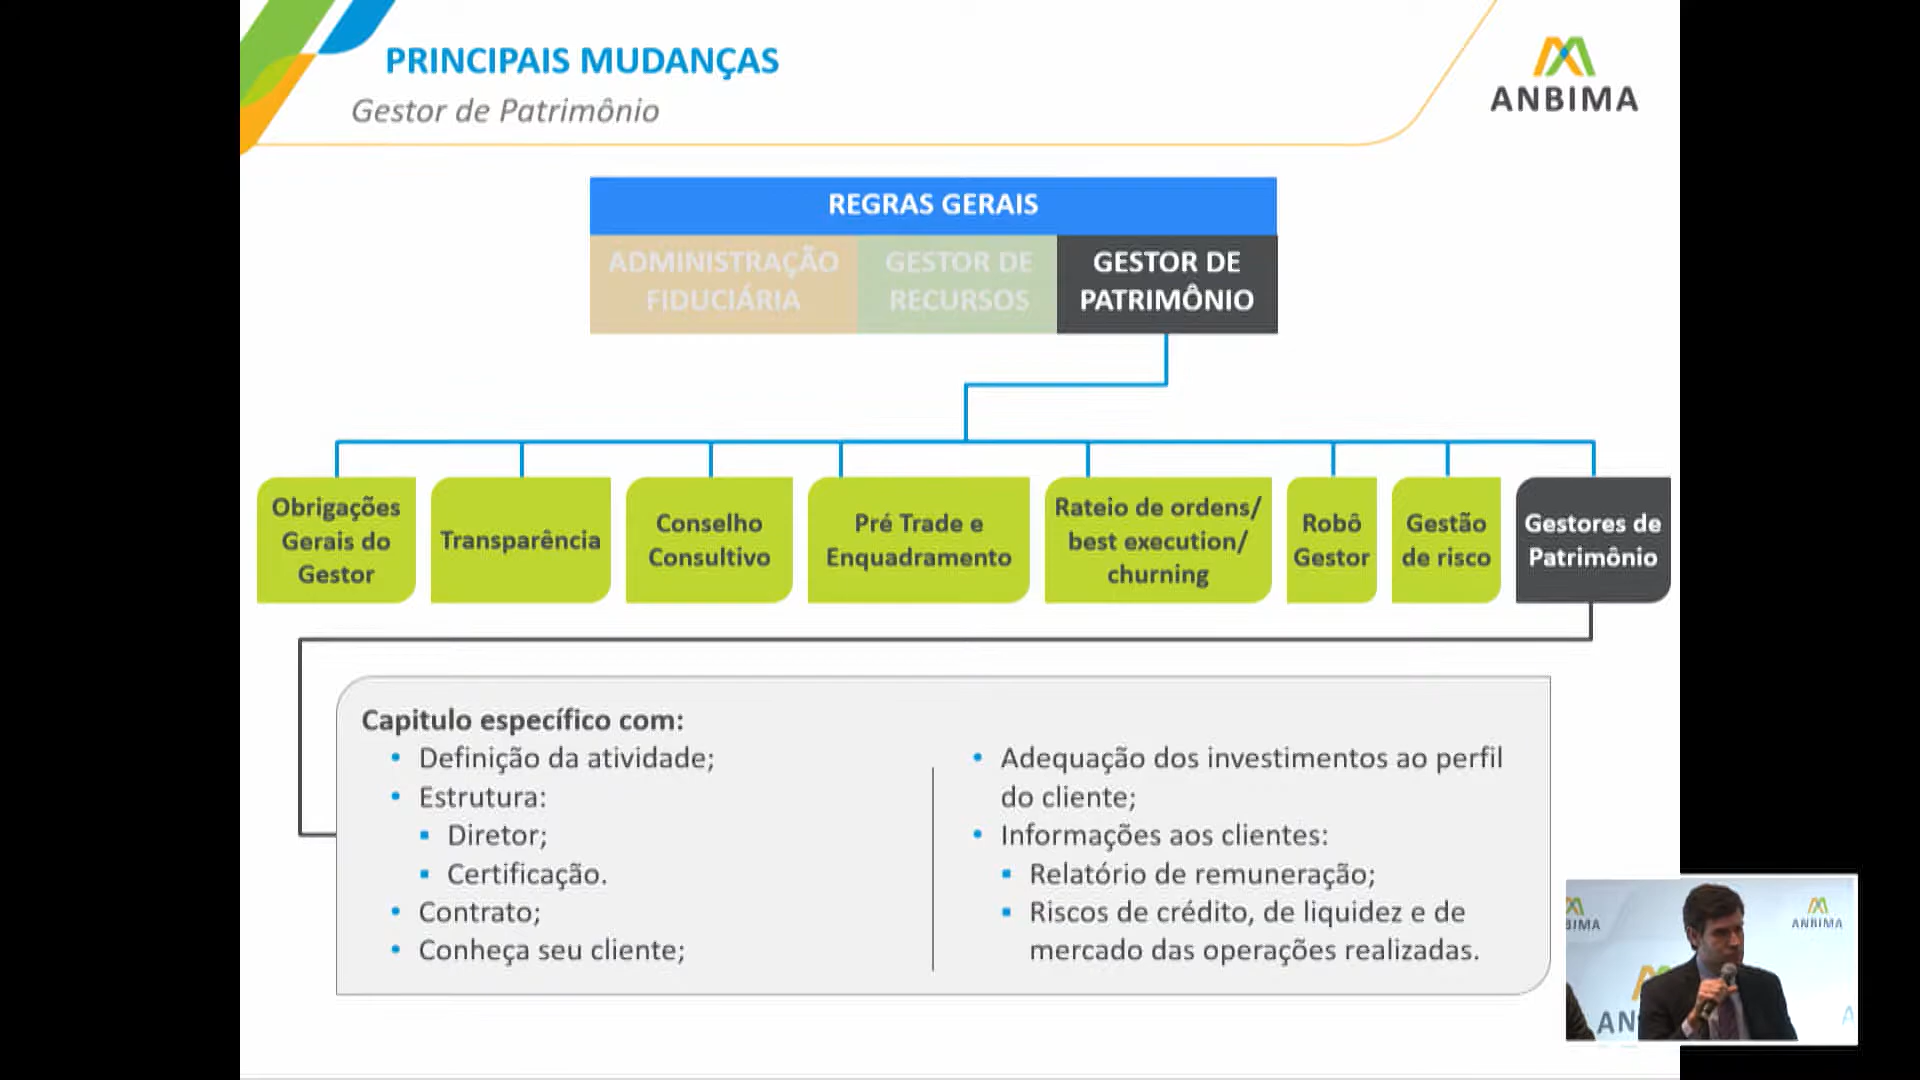 PRINCIPAIS MUDANÇAS
Gestor de Patrimônio
ANBIMA
REGRAS GERAIS
ADMINISTRAÇÃO
FIDUCIÁRIA
GESTOR DE
RECURSOS
GESTOR DE
PATRIMÔNIO
Obrigações
Gerais do
Gestor
Transparência
Conselho
Consultivo
Pré Trade e
Enquadramento
Rateio de ordens/
best execution/
churning
Robô
Gestor
Gestão
de risco
Gestores de
Patrimônio
Capitulo específico com:
• Definição da atividade;
• Estrutura:
▪ Diretor;
▪ Certificação.
• Contrato;
• Conheça seu cliente;
• Adequação dos investimentos ao perfil
do cliente;
• Informações aos clientes:
▪ Relatório de remuneração;
▪ Riscos de crédito, de liquidez e de
mercado das operações realizadas.
BIMA
ANBIMA
AN